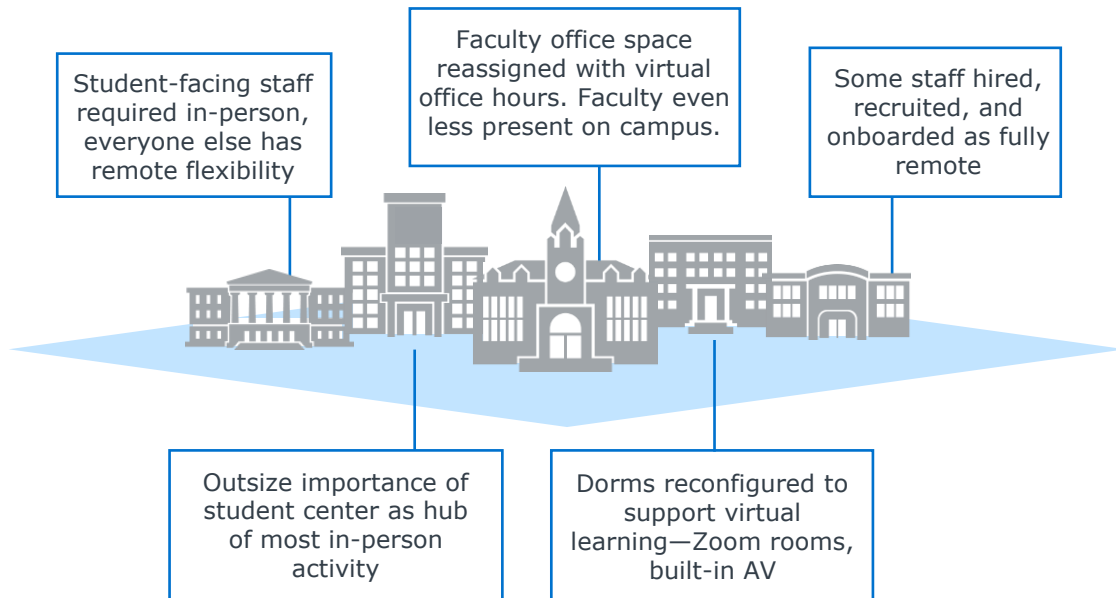 Student-facing staff
required in-person,
everyone else has
remote flexibility
Faculty office space
reassigned with virtual
office hours. Faculty even
less present on campus.
Some staff hired,
recruited, and
onboarded as fully
remote
Outsize importance of
student center as hub
of most in-person
activity
Dorms reconfigured to
support virtual
learning—Zoom rooms,
built-in AV